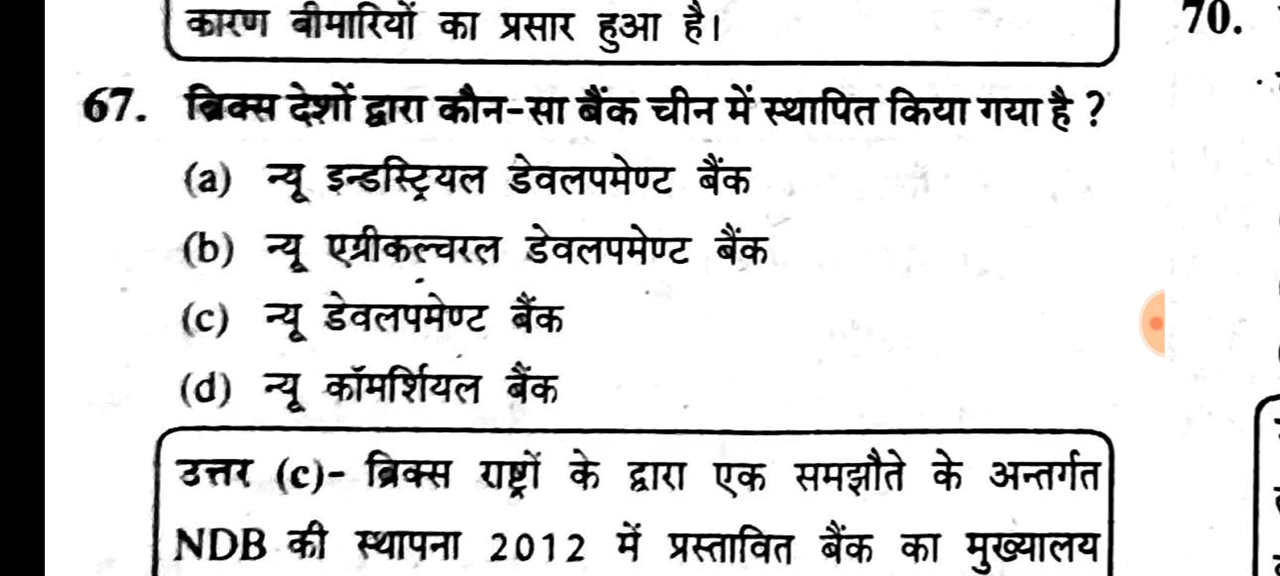 कारण बीमारियों का प्रसार हुआ है।
70.
67. ब्रिक्स देशों द्वारा कौन-सा बैंक चीन में स्थापित किया गया है ?
(a) न्यू इन्डस्ट्रियल डेवलपमेण्ट बैंक
(b) न्यू एग्रीकल्चरल डेवलपमेण्ट बैंक
(c) न्यू डेवलपमेण्ट बैंक
(d) न्यू कॉमर्शियल बैंक
उत्तर (c)- ब्रिक्स राष्ट्रों के द्वारा एक समझौते के अन्तर्गत
NDB की स्थापना 2012 में प्रस्तावित बैंक का मुख्यालय